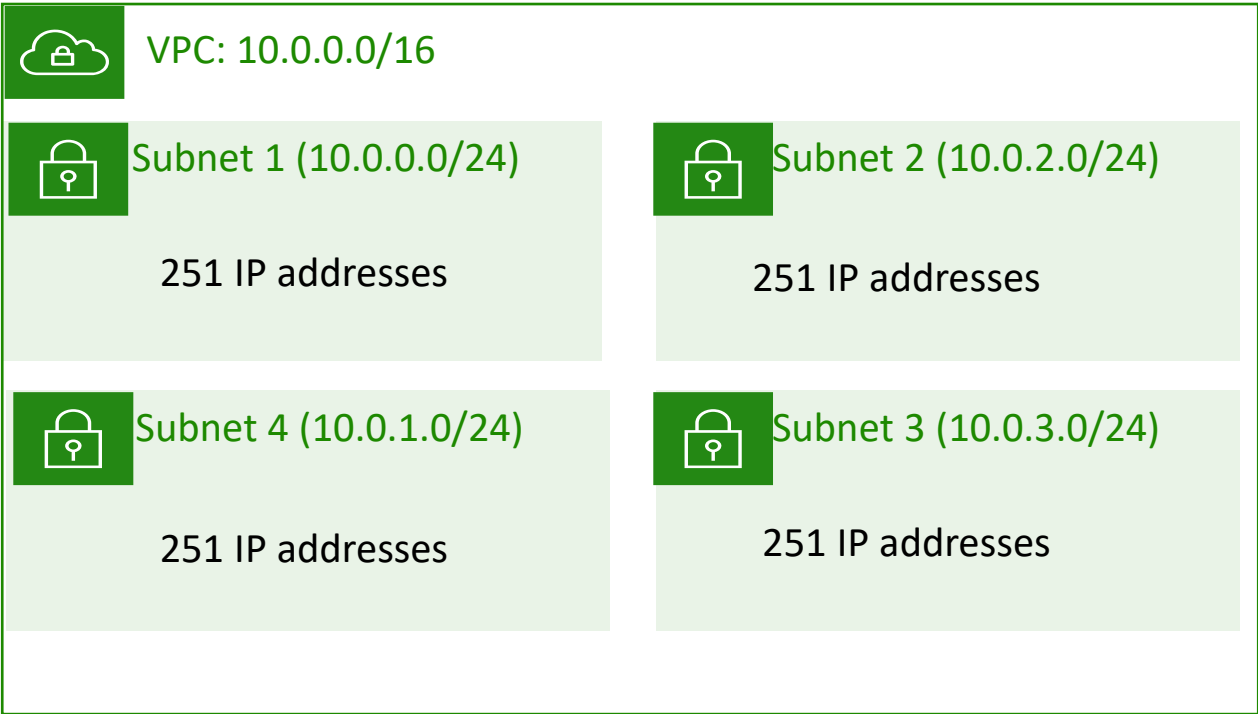 VPC: 10.0.0.0/16
Subnet 1 (10.0.0.0/24)
251 IP addresses
Subnet 2 (10.0.2.0/24)
251 IP addresses
Subnet 4 (10.0.1.0/24)
251 IP addresses
Subnet 3 (10.0.3.0/24)
251 IP addresses